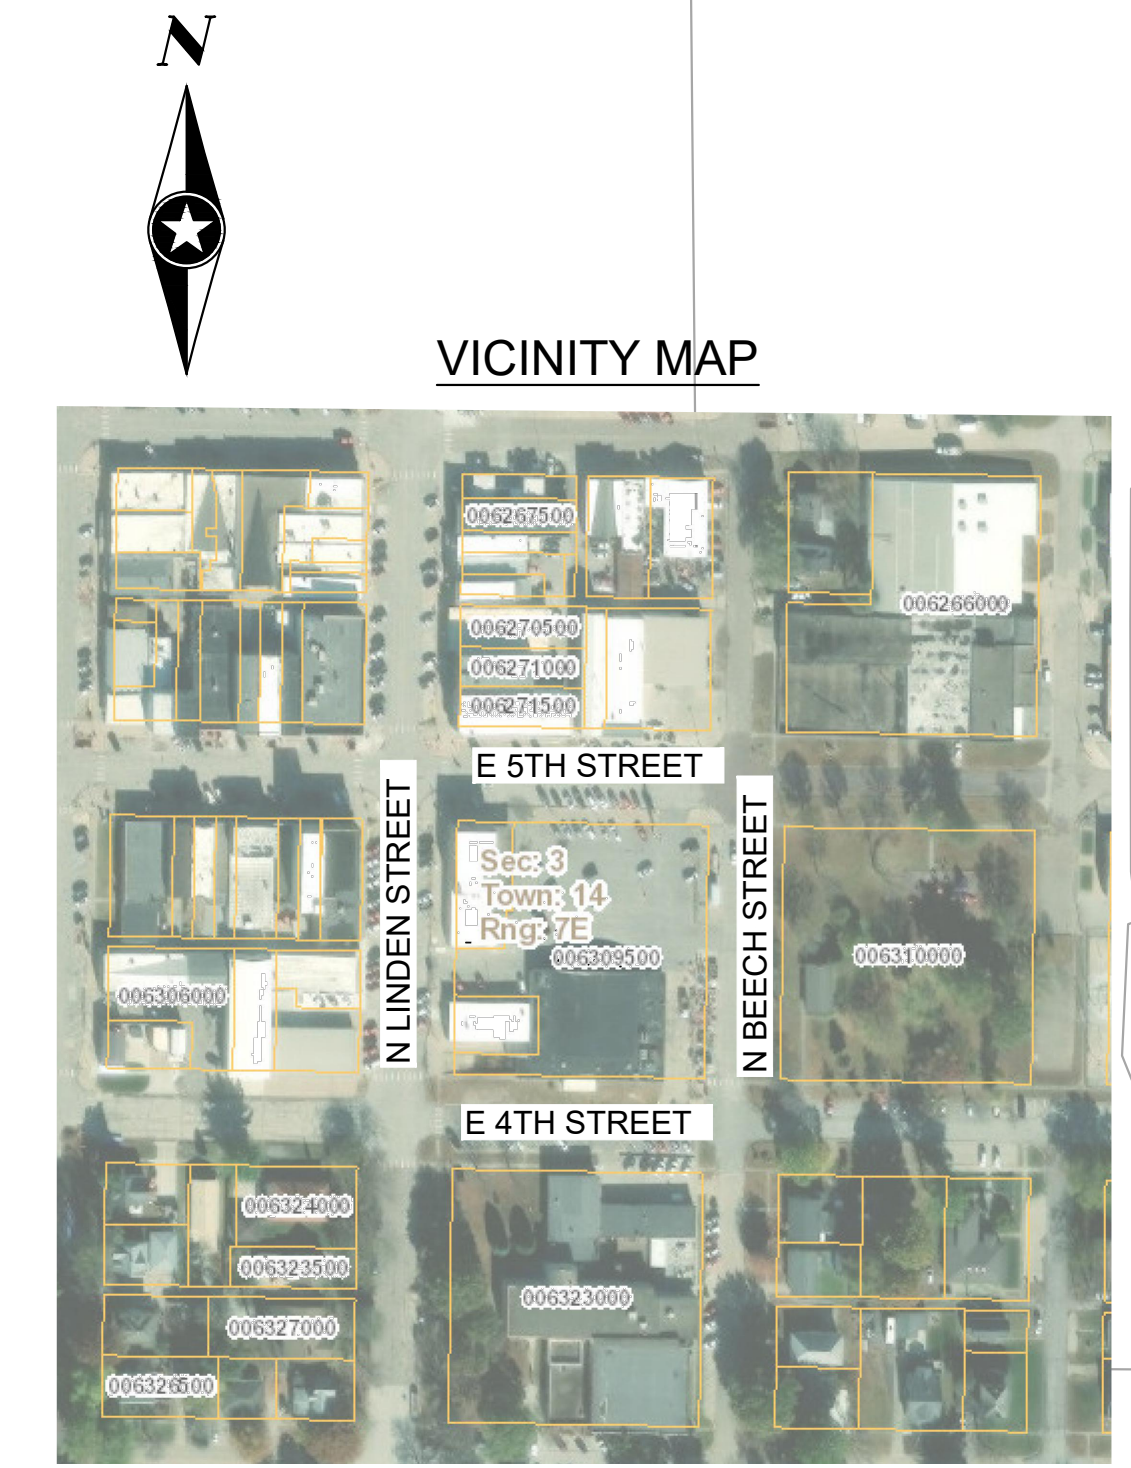 N
VICINITY MAP
006267500
006266000
006270500
006271000
006271500
E 5TH STREET
N LINDEN STREET
N BEECH STREET
Sec: 3
Town: 14
Rng: 7E
006309500
006310000
006306000
E 4TH STREET
006324000
006323500
006323000
006327000
006326500